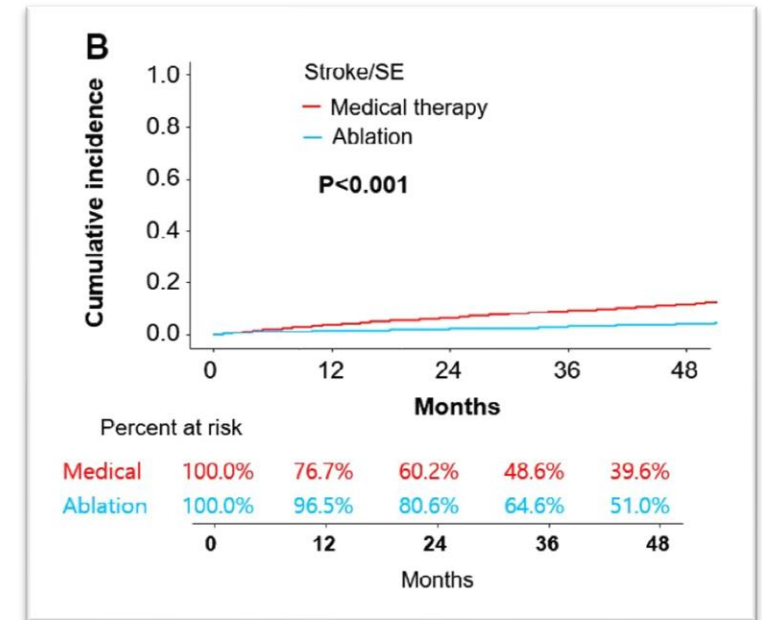 B
Cumulative incidence
1.0
0.8
0.6
0.4
0.2
0.0
Stroke/SE
Medical therapy
Ablation
P<0.001
0 12 24 36 48
Months
Percent at risk
Medical 100.0% 76.7% 60.2% 48.6% 39.6%
Ablation 100.0% 96.5% 80.6% 64.6% 51.0%
0 12 24 36 48
Months